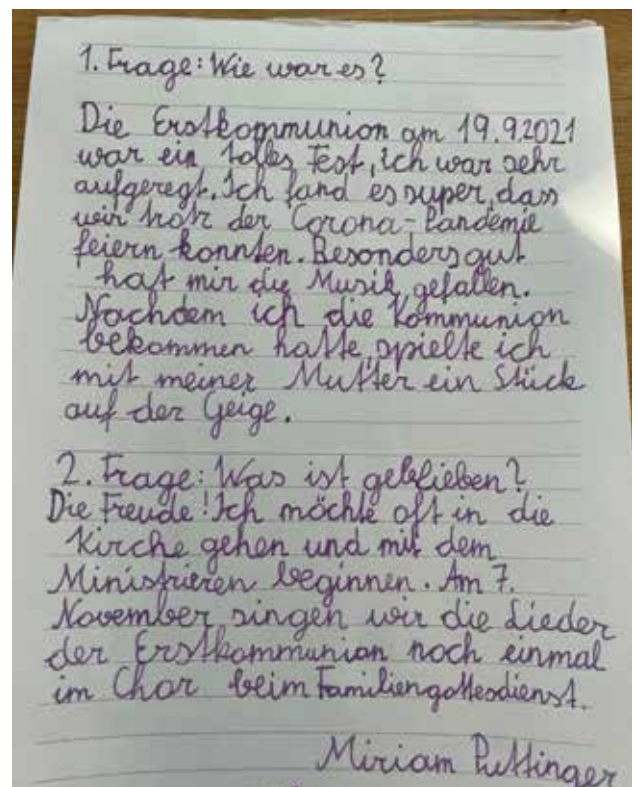 1. Frage: Wie war es?
Die Erstkommunion am 19.9.2021
war ein tolles Fest, ich war sehr
aufgeregt. Ich fand es super, dass
wir trotz der Corona-Pandemie
feiern konnten. Besonders gut
hat mir die Musik gefallen.
Nachdem ich die Kommunion
bekommen hatte, spielte ich
mit meiner Mutter ein Stück
auf der Geige.
2. Frage: Was ist geblieben?
Die Freude! Ich möchte oft in die
Kirche gehen und mit dem
Ministrieren beginnen. Am 7.
November singen wir die Lieder
der Erstkommunion noch einmal
im Chor beim Familiengottesdienst.
Miriam Puttinger